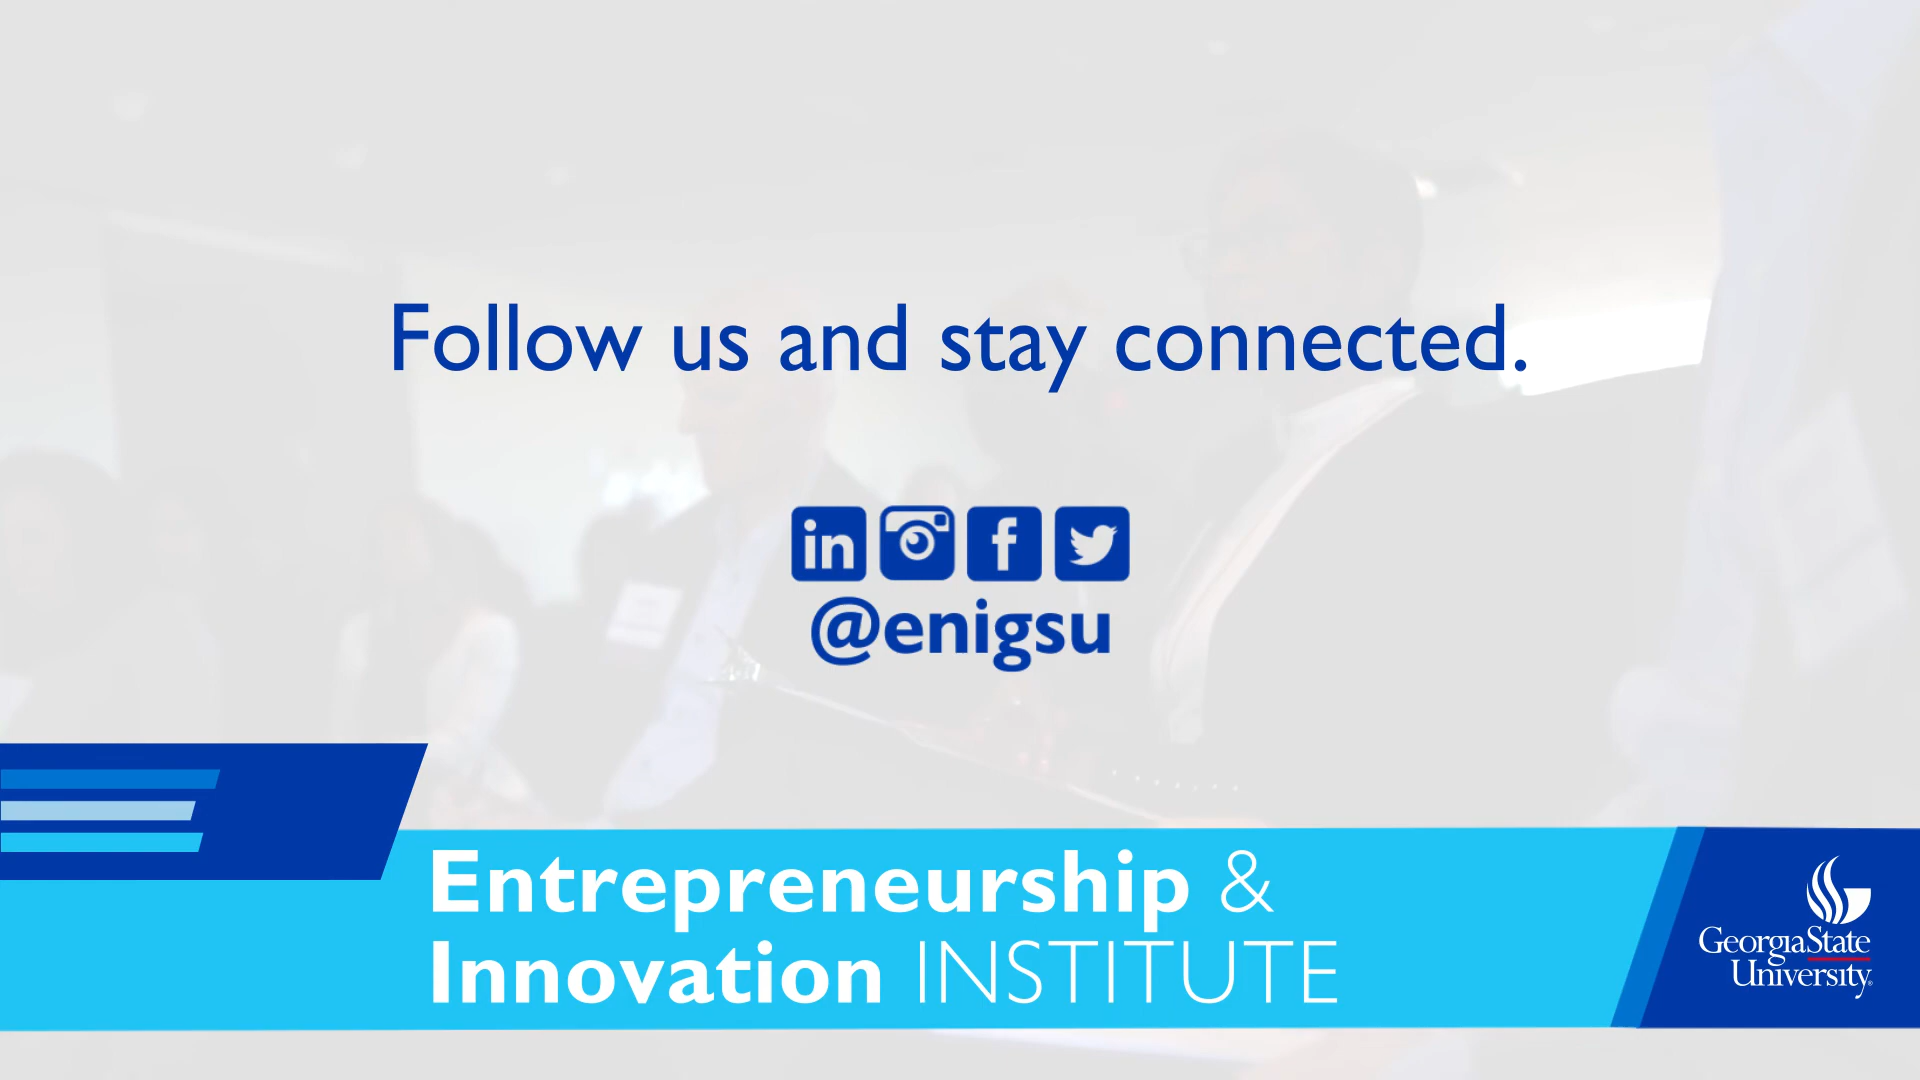 Follow us and stay connected.
in f
@enigsu
Entrepreneurship &
Innovation INSTITUTE
GeorgiaState
University